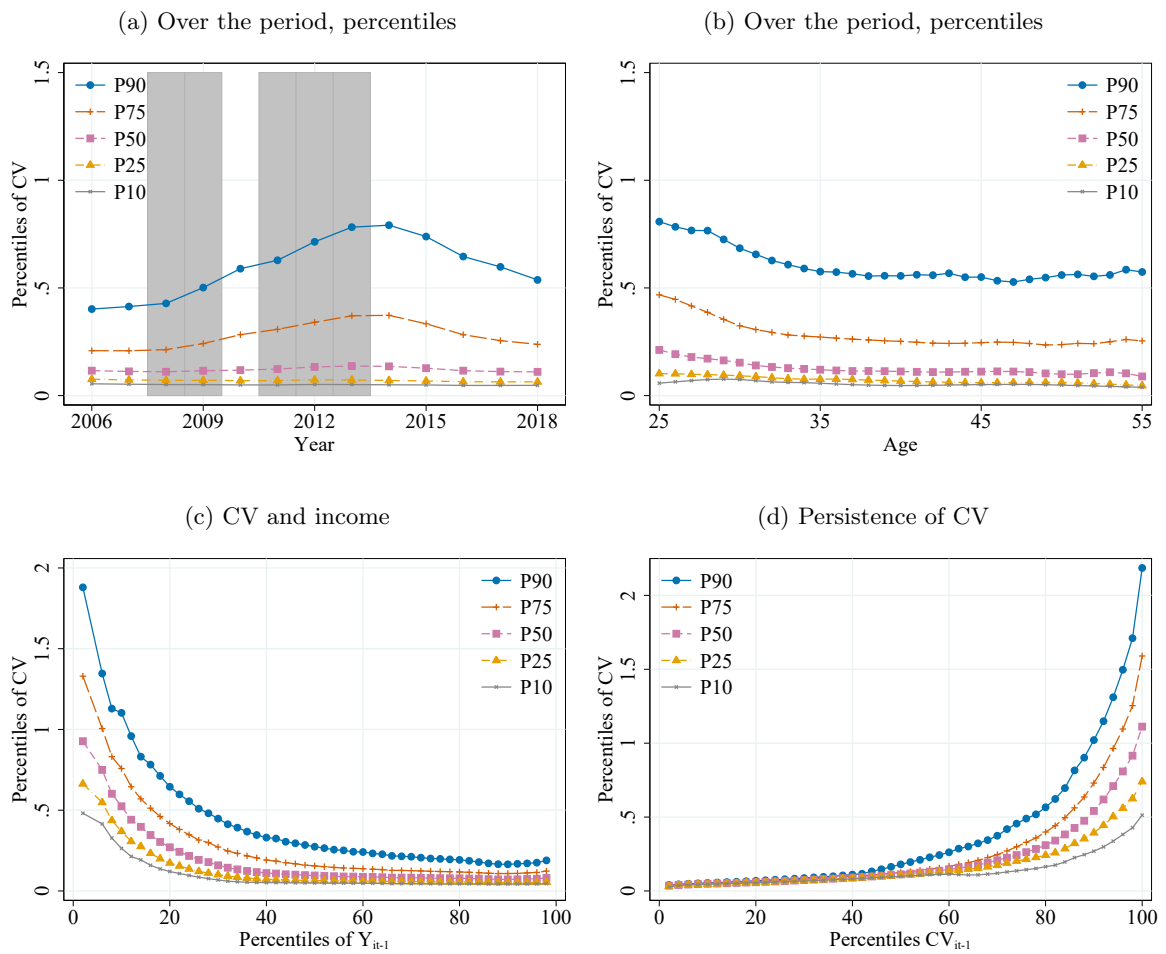 (a) Over the period, percentiles
P90
P75
P50
P25
P10
Percentiles of CV
0
.5
1
1.5
2006
2009
2012
2015
2018
Year
(b) Over the period, percentiles
P90
P75
P50
P25
P10
Percentiles of CV
0
.5
1
1.5
25
35
45
55
Age
(c) CV and income
P90
P75
P50
P25
P10
Percentiles of CV
0
.5
1
1.5
2
0
20
40
60
80
100
Percentiles of Yit-1
(d) Persistence of CV
P90
P75
P50
P25
P10
Percentiles of CV
0
.5
1
1.5
2
0
20
40
60
80
100
Percentiles CVit-1